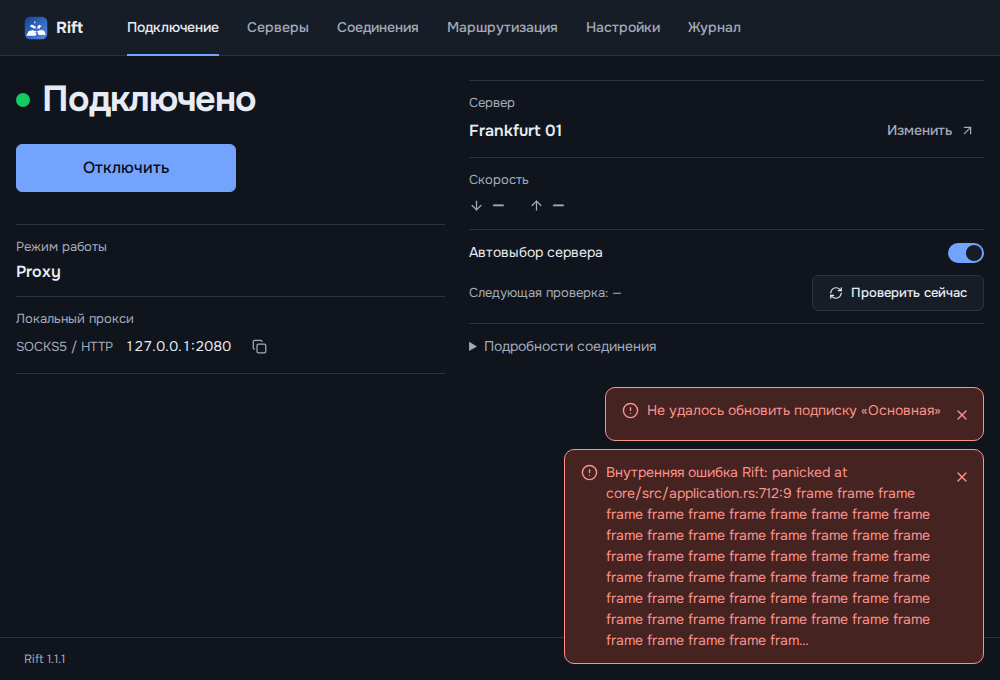 Rift
Подключение
Серверы
Соединения
Маршрутизация
Настройки
Журнал
Подключено
Отключить
Режим работы
Proxy
Локальный прокси
SOCKS5 / HTTP 127.0.0.1:2080
Сервер
Frankfurt 01
Изменить
Скорость
– –
Автовыбор сервера
Следующая проверка: –
Проверить сейчас
Подробности соединения
Не удалось обновить подписку «Основная»
Внутренняя ошибка Rift: panicked at
core/src/application.rs:712:9 frame frame frame
frame frame frame frame frame frame frame frame
frame frame frame frame frame frame frame frame
frame frame frame frame frame frame frame frame
frame frame frame frame frame frame frame frame
frame frame frame frame frame frame frame frame
frame frame frame frame frame frame frame frame
frame frame frame frame fram...
Rift 1.1.1